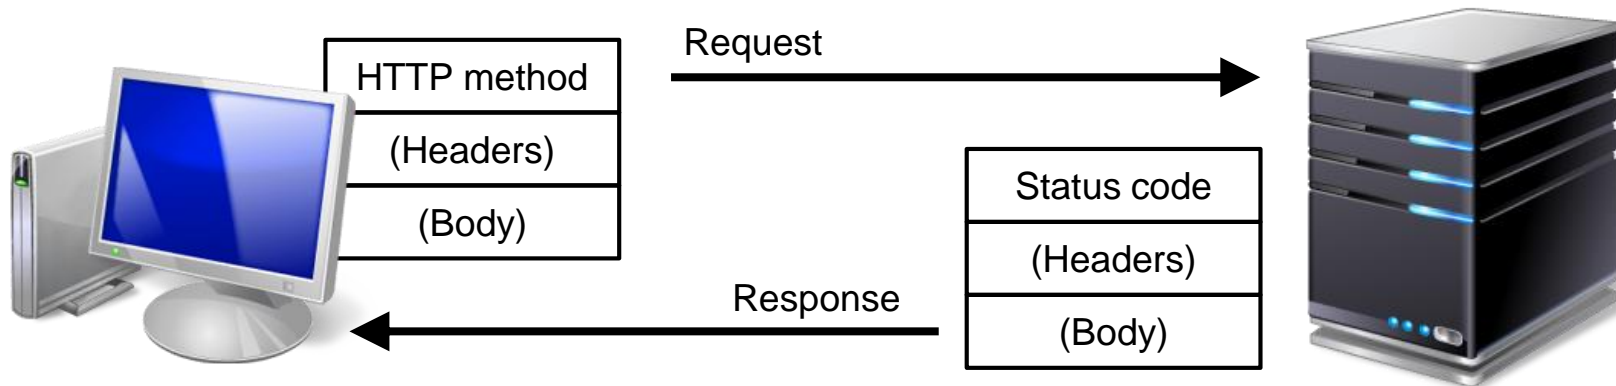 HTTP method
(Headers)
(Body)
Request
Status code
(Headers)
(Body)
Response